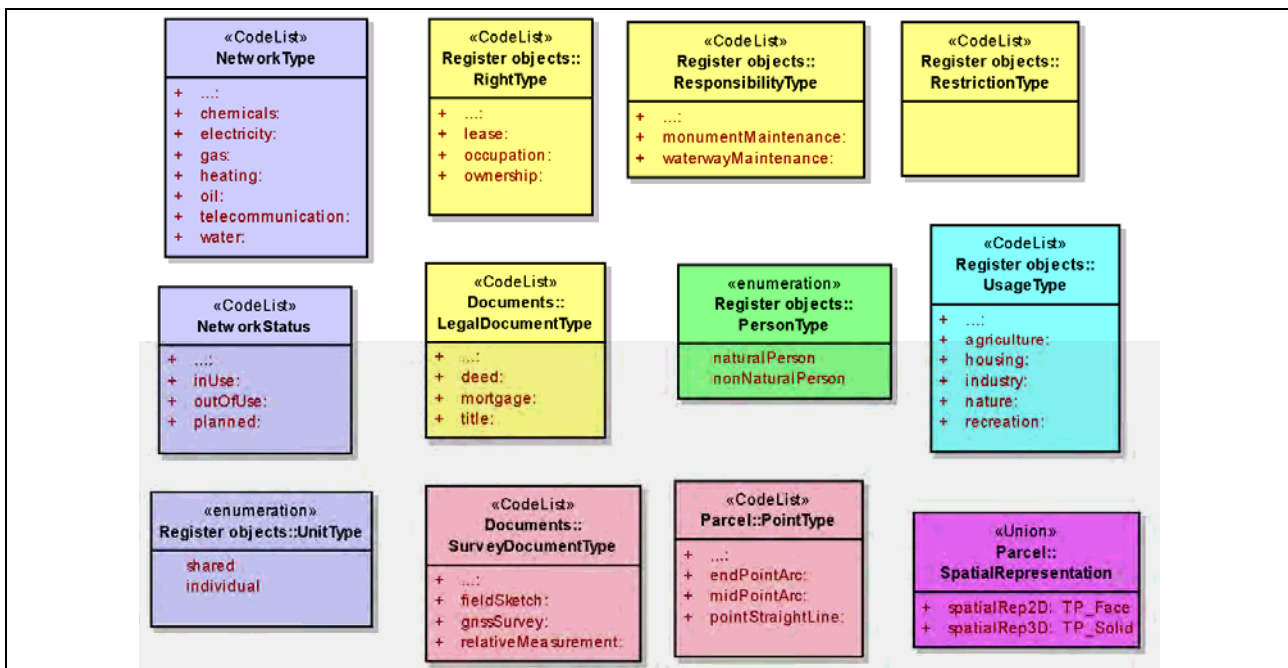 «CodeList»
NetworkType
+ ...:
+ chemicals:
+ electricity:
+ gas:
+ heating:
+ oil:
+ telecommunication:
+ water:
«CodeList»
Register objects::
RightType
+ ...:
+ lease:
+ occupation:
+ ownership:
«CodeList»
Register objects::
ResponsibilityType
+ ...:
+ monumentMaintenance:
+ waterwayMaintenance:
«CodeList»
Register objects::
RestrictionType
«CodeList»
NetworkStatus
+ ...:
+ inUse:
+ outOfUse:
+ planned:
«CodeList»
Documents::
LegalDocumentType
+ ...:
+ deed:
+ mortgage:
+ title:
«enumeration»
Register objects::
PersonType
naturalPerson
nonNaturalPerson
«CodeList»
Register objects::
UsageType
+ ...:
+ agriculture:
+ housing:
+ industry:
+ nature:
+ recreation:
«enumeration»
Register objects::UnitType
shared
individual
«CodeList»
Documents::
SurveyDocumentType
+ ...:
+ fieldSketch:
+ gnssSurvey:
+ relativeMeasurement:
«CodeList»
Parcel::PointType
+ ...:
+ endPointArc:
+ midPointArc:
+ pointStraightLine:
«Union»
Parcel::
SpatialRepresentation
+ spatialRep2D: TP_Face
+ spatialRep3D: TP_Solid